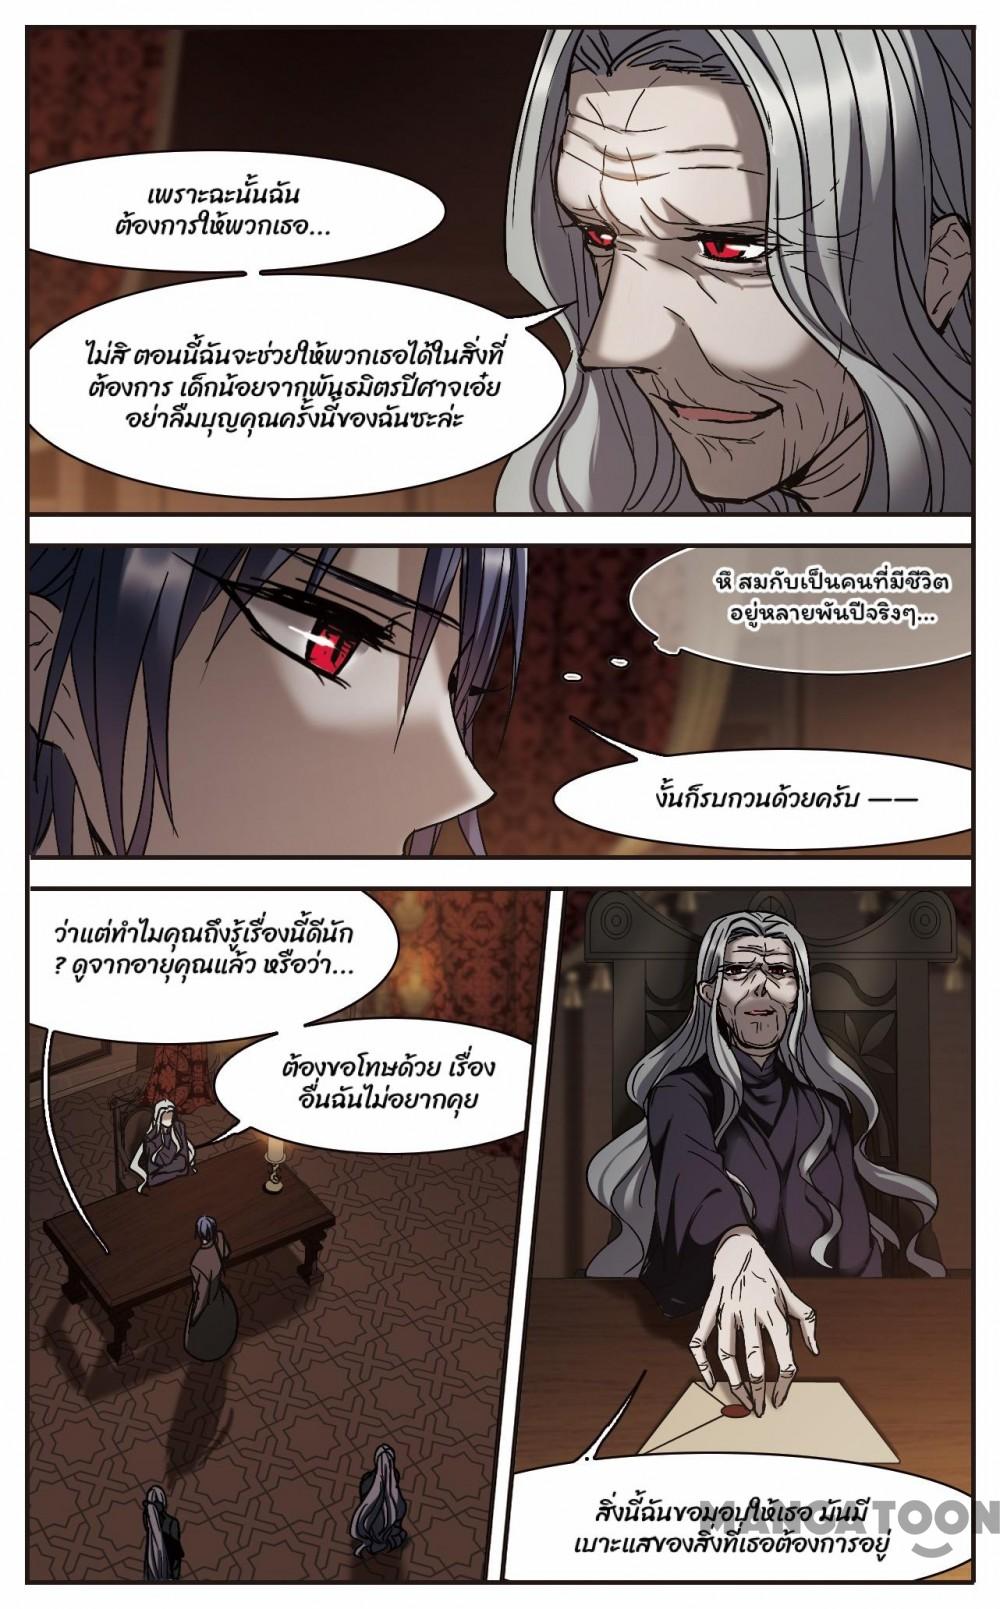 เพราะฉะนั้นฉัน
ต้องการให้พวกเธอ...
ไม่สิ ตอนนี้ฉันจะช่วยให้พวกเธอได้ในสิ่งที่
ต้องการ เด็กน้อยจากพันธมิตรปีศาจเอ๋ย
อย่าลืมบุญคุณครั้งนี้ของฉันซะล่ะ
หึ สมกับเป็นคนที่มีชีวิต
อยู่หลายพันปีจริงๆ...
งั้นก็รบกวนด้วยครับ ——
ว่าแต่ทำไมคุณถึงรู้เรื่องนี้ดีนัก
? ดูจากอายุคุณแล้ว หรือว่า...
ต้องขอโทษด้วย เรื่อง
อื่นฉันไม่อยากคุย
สิ่งนี้ฉันขอมอบให้เธอ มันมี
เบาะแสของสิ่งที่เธอต้องการอยู่
MANGATOON